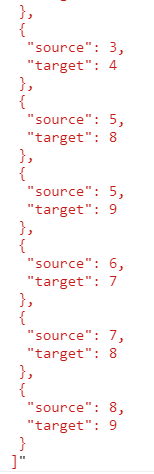 },
{
"source": 3,
"target": 4
},
{
"source": 5,
"target": 8
},
{
"source": 5,
"target": 9
},
{
"source": 6,
"target": 7
},
{
"source": 7,
"target": 8
},
{
"source": 8,
"target": 9
}
]"